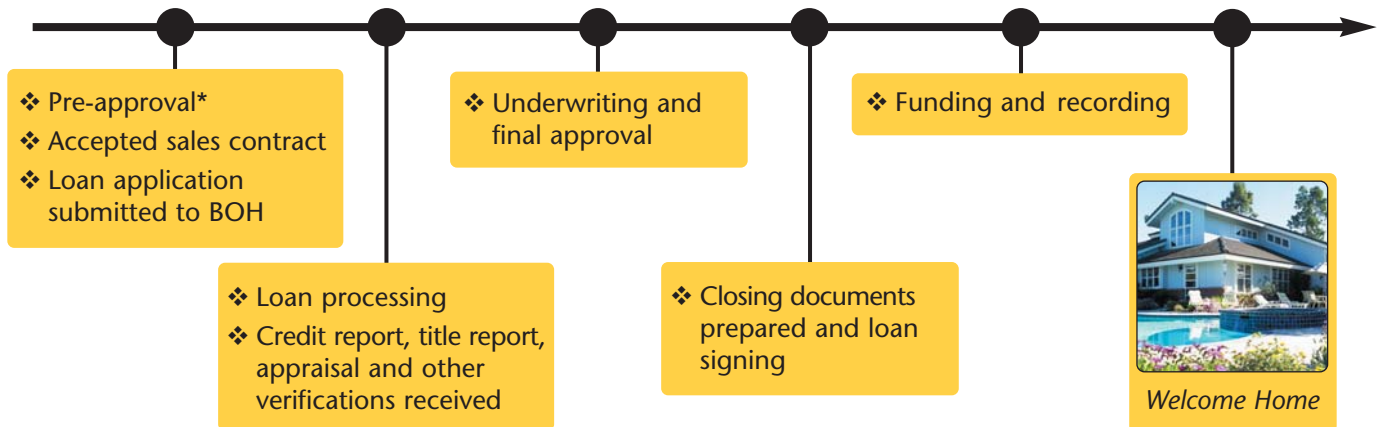 ❖ Pre-approval*
❖ Accepted sales contract
❖ Loan application
submitted to BOH
❖ Loan processing
❖ Credit report, title report,
appraisal and other
verifications received
❖ Underwriting and
final approval
❖ Closing documents
prepared and loan
signing
❖ Funding and recording
Welcome Home